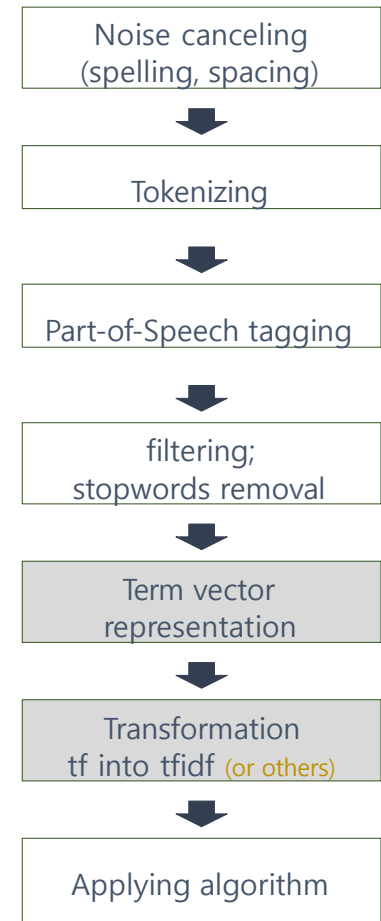 Noise canceling
(spelling, spacing)
Tokenizing
Part-of-Speech tagging
filtering;
stopwords removal
Term vector
representation
Transformation
tf into tfidf (or others)
Applying algorithm